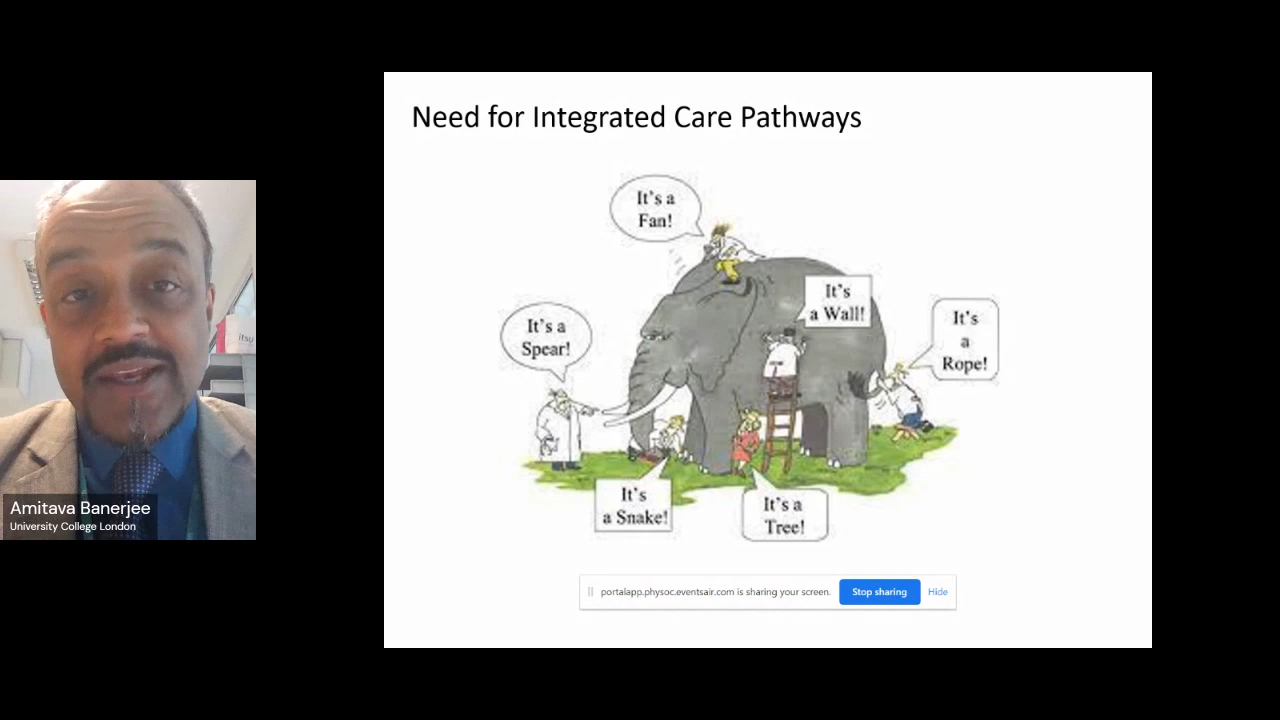 Need for Integrated Care Pathways
It's a
Fan!
It's
a Wall!
It's a
Spear!
It's
a
Rope!
It's
a Snake!
It's a
Tree!
itsu
Amitava Banerjee
University College London
portalapp.physoc.eventsair.com is sharing your screen.
Stop sharing
Hide